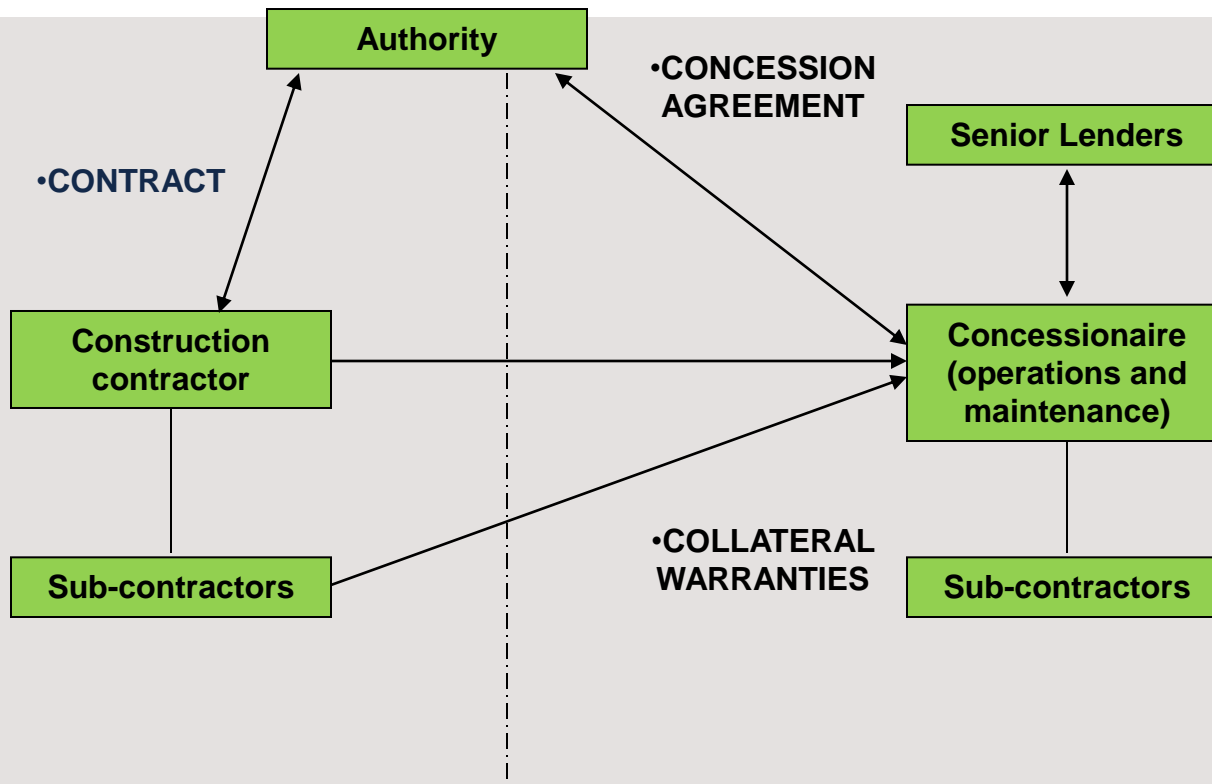 Authority
•CONCESSION
AGREEMENT
Senior Lenders
•CONTRACT
Construction
contractor
Concessionaire
(operations and
maintenance)
•COLLATERAL
WARRANTIES
Sub-contractors
Sub-contractors